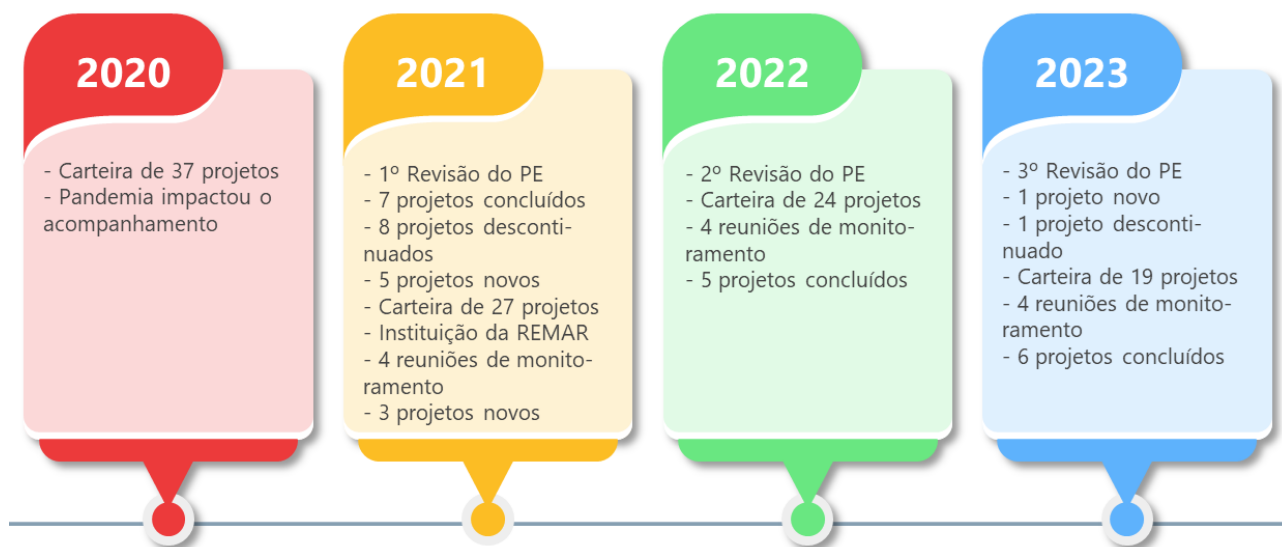 2020
- Carteira de 37 projetos
- Pandemia impactou o
acompanhamento
2021
- 1º Revisão do PE
- 7 projetos concluídos
- 8 projetos desconti-
nuados
- 5 projetos novos
- Carteira de 27 projetos
- Instituição da REMAR
- 4 reuniões de monito-
ramento
- 3 projetos novos
2022
- 2º Revisão do PE
- Carteira de 24 projetos
- 4 reuniões de monito-
ramento
- 5 projetos concluídos
2023
- 3º Revisão do PE
- 1 projeto novo
- 1 projeto desconti-
nuado
- Carteira de 19 projetos
- 4 reuniões de monito-
ramento
- 6 projetos concluídos